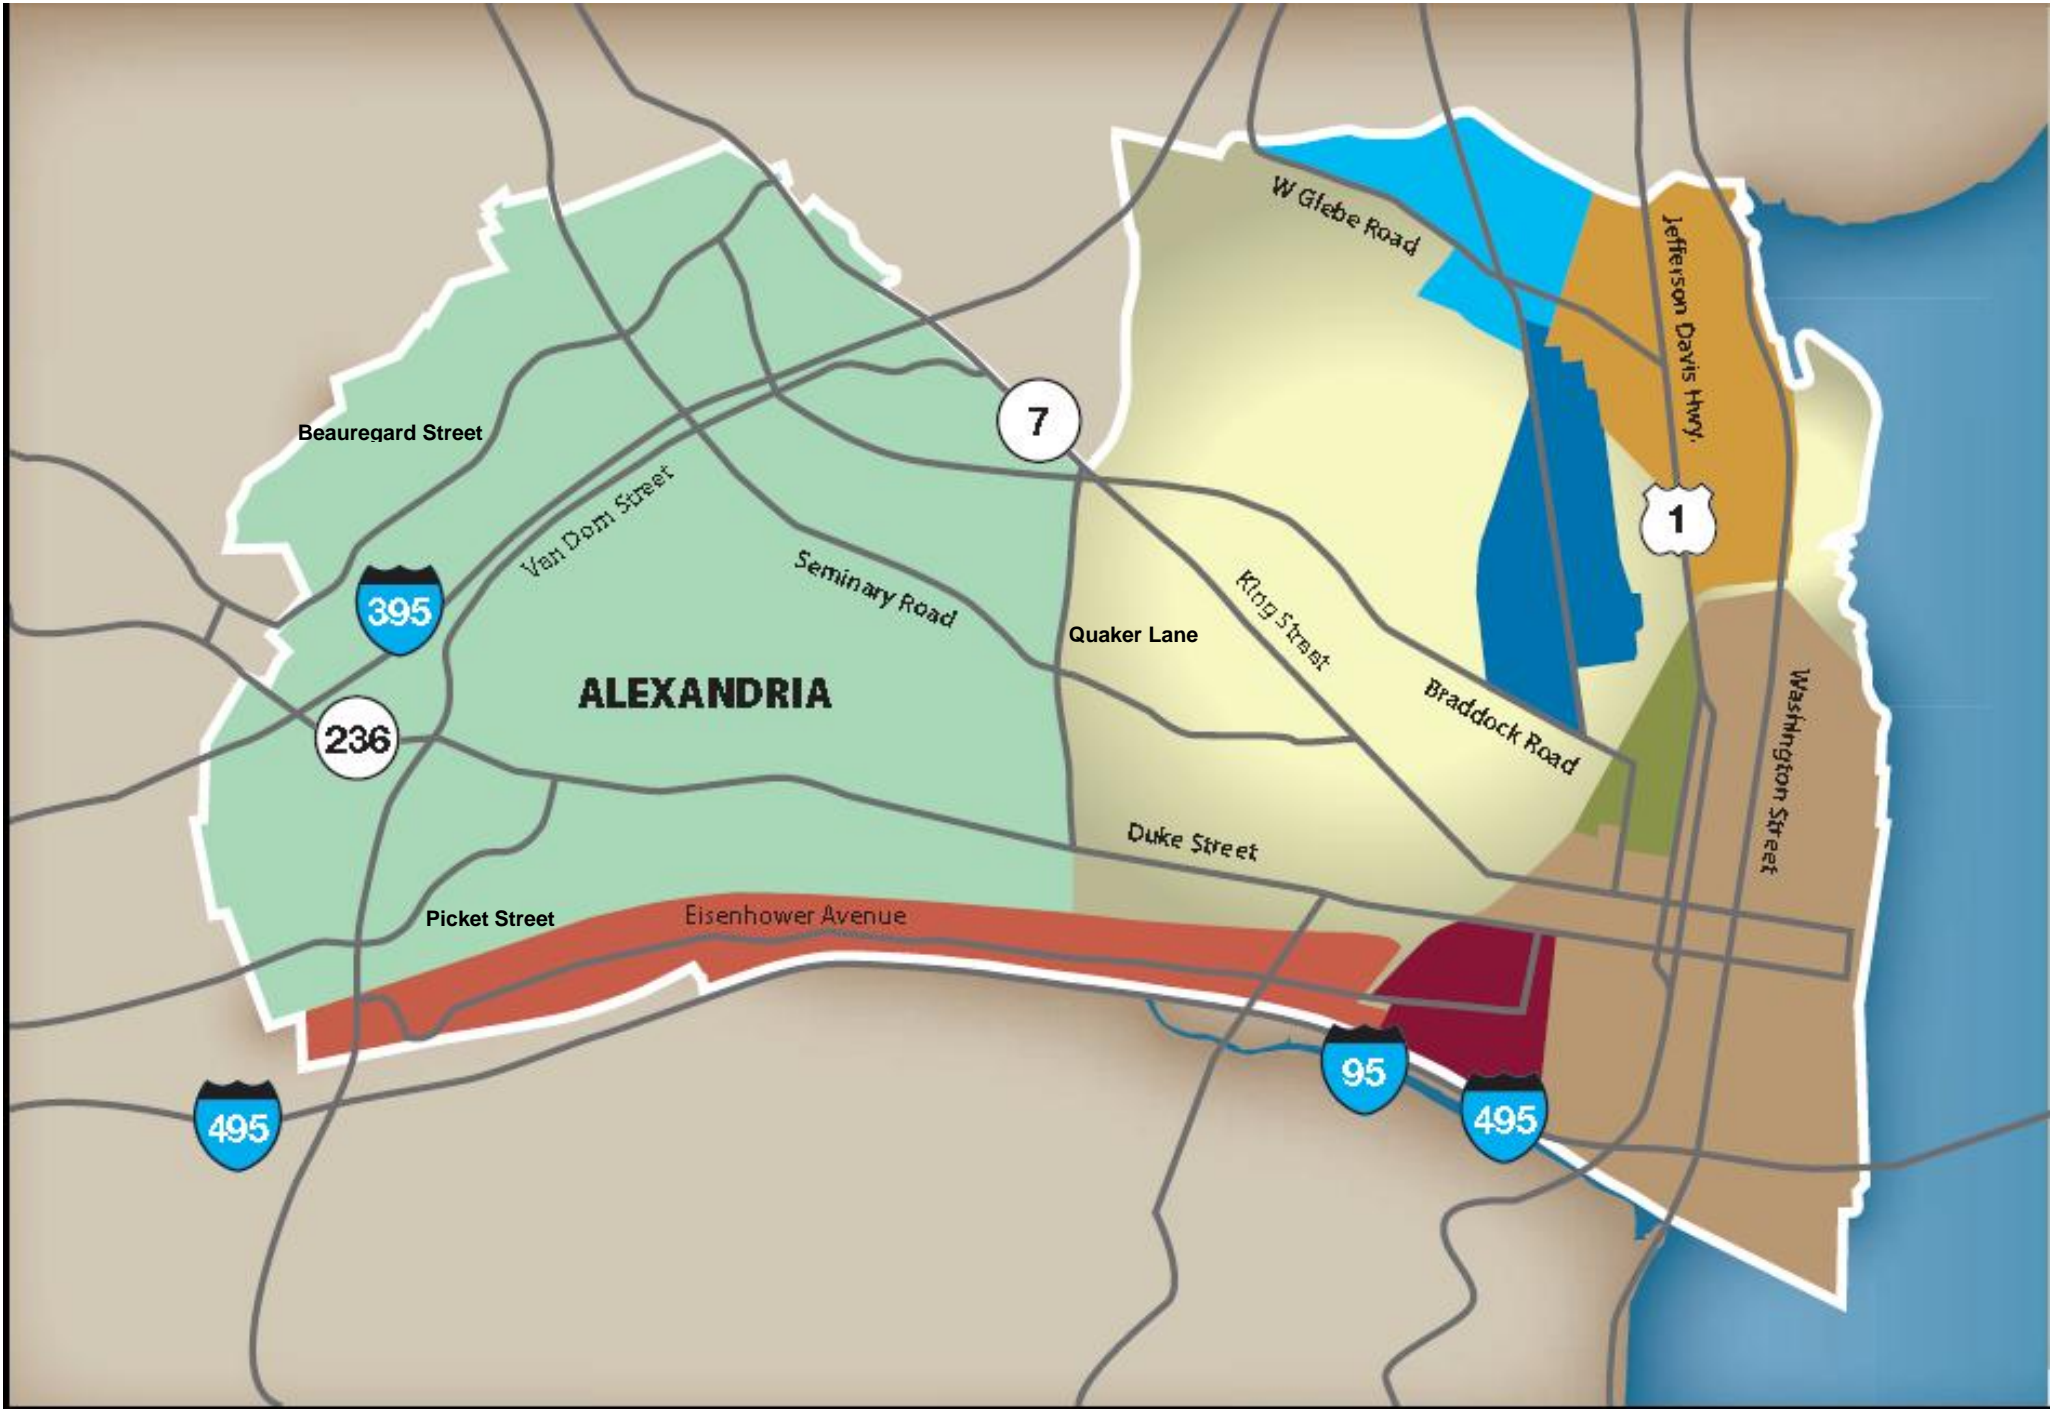 W Glebe Road
Jefferson Davis Hwy.
7
Beauregard Street
Van Dorn Street
1
395
Seminary Road
King Street
Quaker Lane
ALEXANDRIA
236
Braddock Road
Washington Street
Duke Street
Picket Street
Eisenhower Avenue
95
495
495